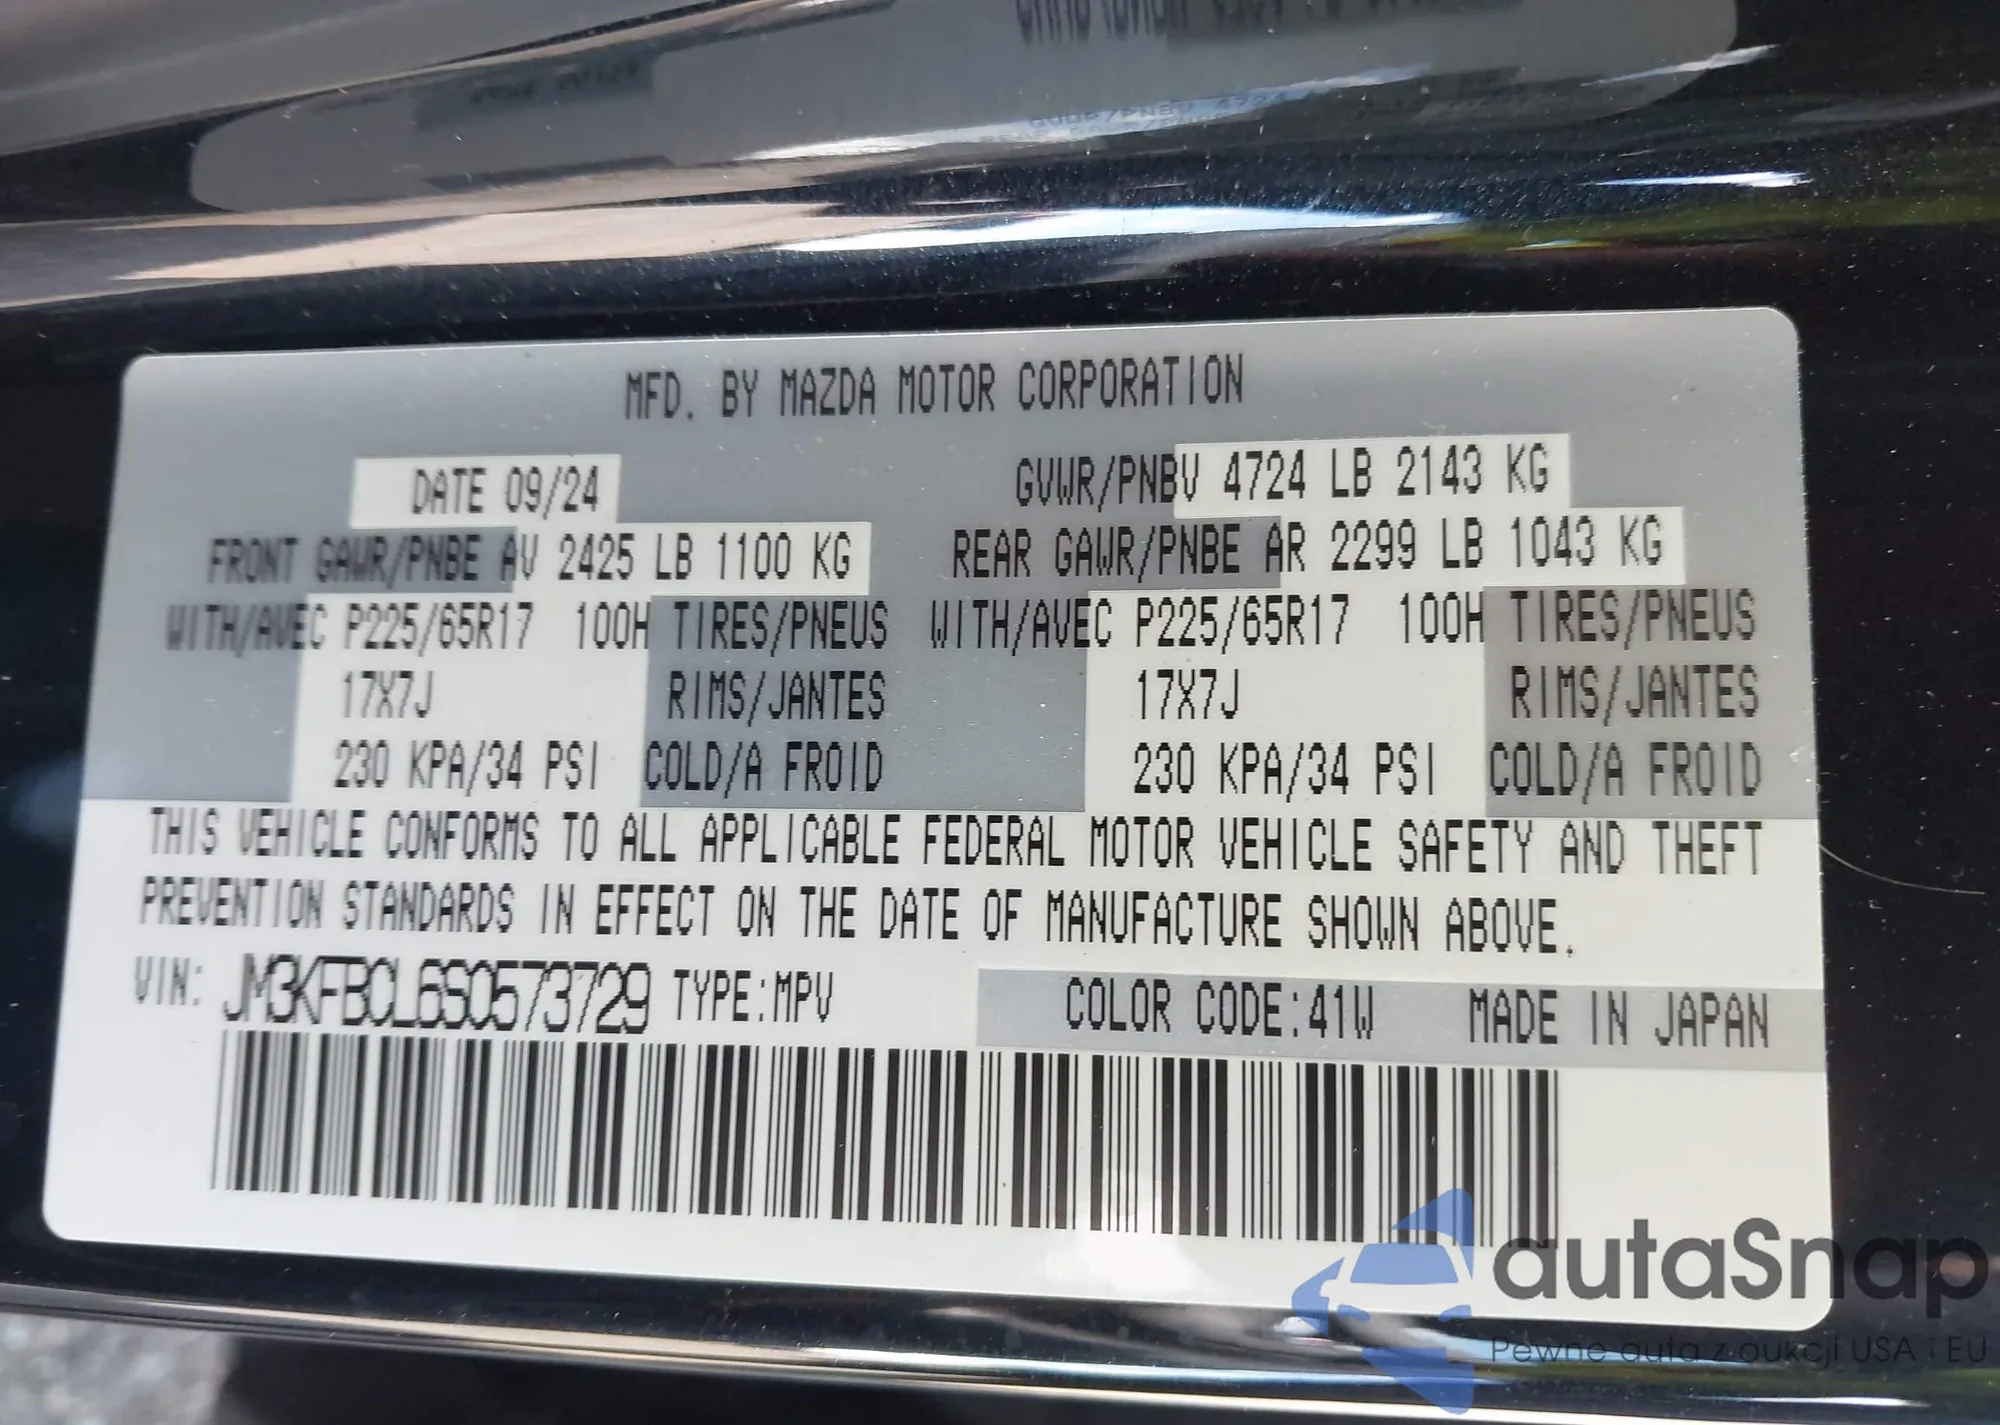 MFD. BY MAZDA MOTOR CORPORATION
DATE 09/24 GVWR/PNBV 4724 LB 2143 KG
FRONT GAWR/PNBE AV 2425 LB 1100 KG REAR GAWR/PNBE AR 2299 LB 1043 KG
WITH/AVEC P225/65R17 100H TIRES/PNEUS WITH/AVEC P225/65R17 100H TIRES/PNEUS
17X7J RIMS/JANTES 17X7J RIMS/JANTES
230 KPA/34 PSI COLD/A FROID 230 KPA/34 PSI COLD/A FROID
THIS VEHICLE CONFORMS TO ALL APPLICABLE FEDERAL MOTOR VEHICLE SAFETY AND THEFT
PREVENTION STANDARDS IN EFFECT ON THE DATE OF MANUFACTURE SHOWN ABOVE.
VIN: JM3KFBCL6S0573729 TYPE:MPV COLOR CODE:41W MADE IN JAPAN
autaSnap
Pewne auta z aukcji USA i EU